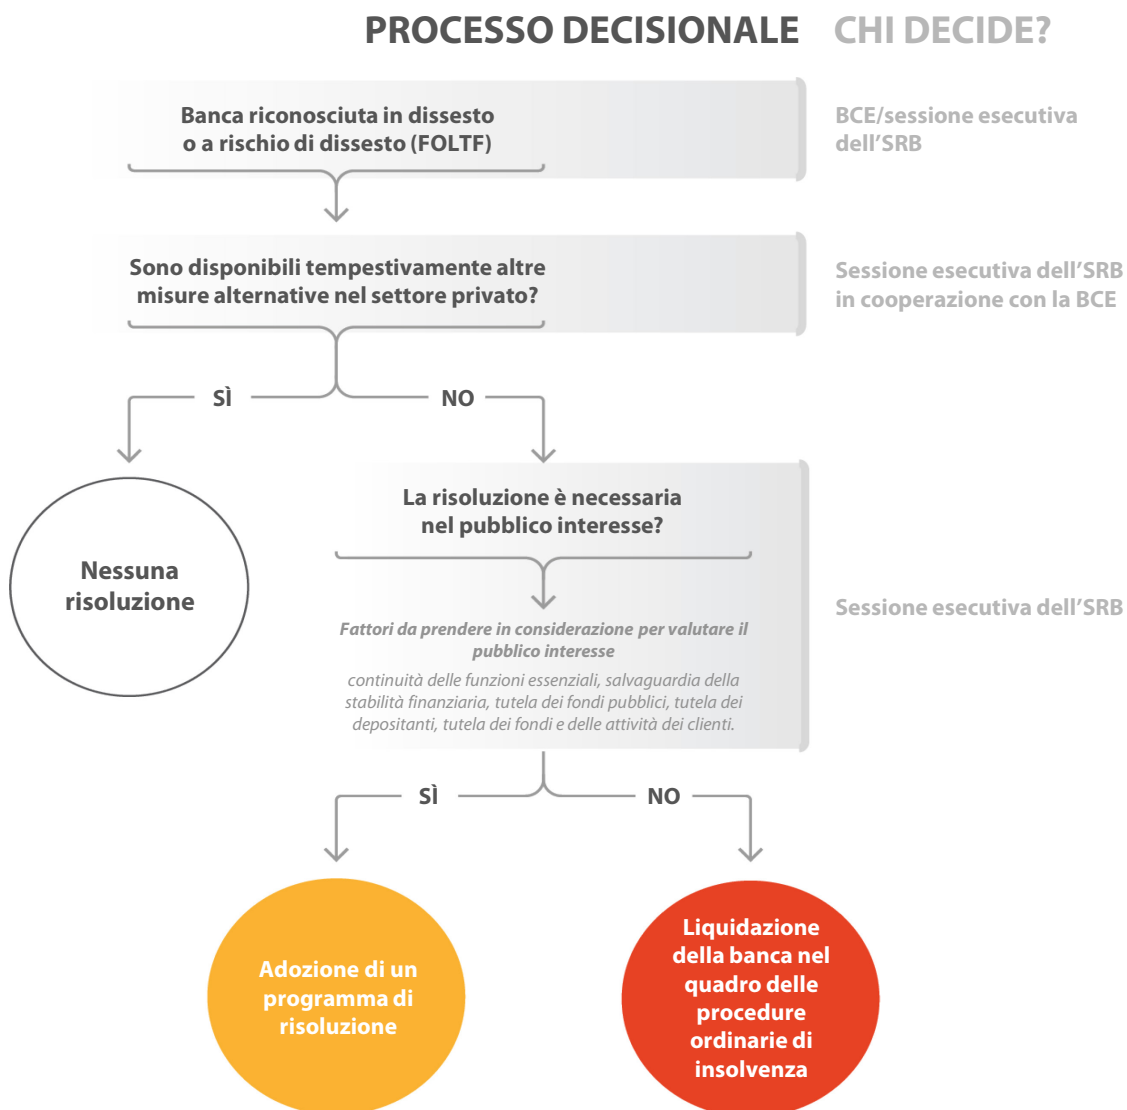 PROCESSO DECISIONALE CHI DECIDE?
Banca riconosciuta in dissesto
o a rischio di dissesto (FOLTF)
BCE/sessione esecutiva
dell'SRB
Sono disponibili tempestivamente altre
misure alternative nel settore privato?
Sessione esecutiva dell'SRB
in cooperazione con la BCE
SÌ
NO
Nessuna
risoluzione
La risoluzione è necessaria
nel pubblico interesse?
Fattori da prendere in considerazione per valutare il
pubblico interesse
continuità delle funzioni essenziali, salvaguardia della
stabilità finanziaria, tutela dei fondi pubblici, tutela dei
depositanti, tutela dei fondi e delle attività dei clienti.
Sessione esecutiva dell'SRB
SÌ
NO
Adozione di un
programma di
risoluzione
Liquidazione
della banca nel
quadro delle
procedure
ordinarie di
insolvenza